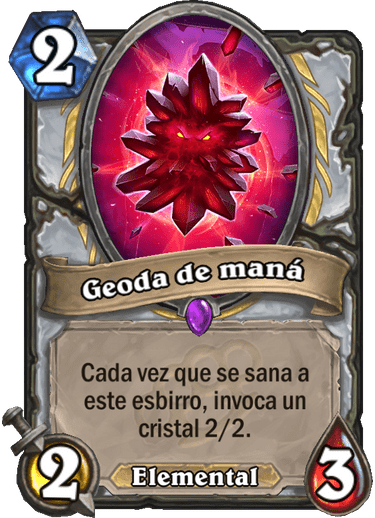 2
Geoda de maná
Cada vez que se sana a
este esbirro, invoca un
cristal 2/2.
2
Elemental
3